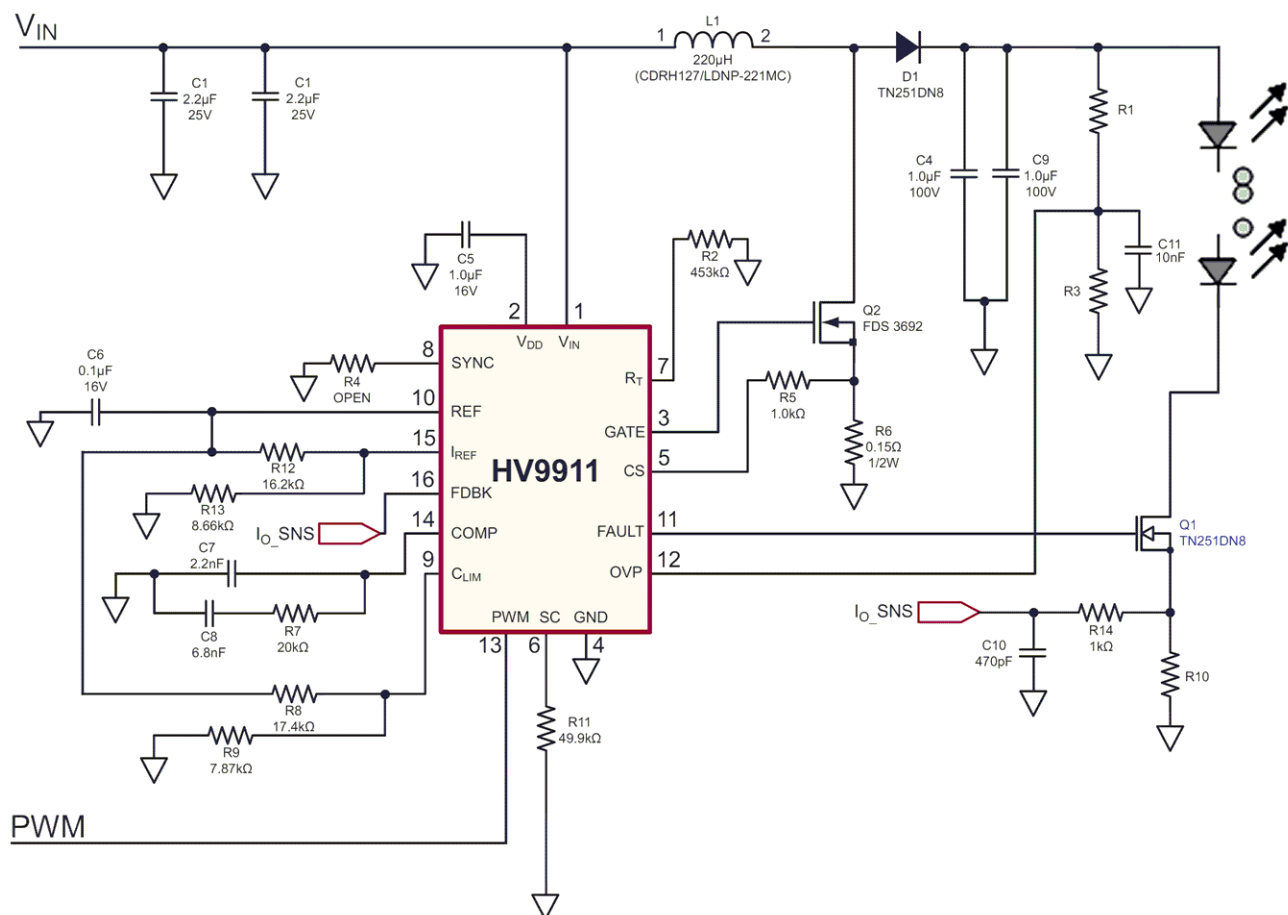 VIN
C1
2.2µF
25V
C1
2.2µF
25V
1
L1
2
220µH
(CDRH127/LDNP-221MC)
D1
TN251DN8
R1
C4
1.0µF
100V
C9
1.0µF
100V
C11
10nF
R3
C5
1.0µF
16V
R2
453kΩ
Q2
FDS 3692
2
1
VDD
VIN
8
SYNC
R4
OPEN
C6
0.1µF
16V
10
REF
15
IREF
R12
16.2kΩ
16
FDBK
R13
8.66kΩ
IO_SNS
14
COMP
C7
2.2nF
9
CLIM
C8
6.8nF
R7
20kΩ
HV9911
7
RT
3
GATE
5
CS
R5
1.0kΩ
R6
0.15Ω
1/2W
11
FAULT
12
OVP
Q1
TN251DN8
PWM
SC
GND
13
6
4
IO_SNS
R14
1kΩ
C10
470pF
R10
R8
17.4kΩ
R9
7.87kΩ
R11
49.9kΩ
PWM